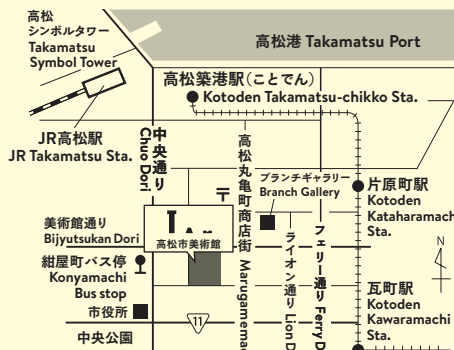 高松
シンボルタワー
Takamatsu
Symbol Tower
高松港 Takamatsu Port
高松築港駅（ことでん）
Kotoden Takamatsu-chikko Sta.
JR高松駅
JR Takamatsu Sta.
中央通り
Chuo Dori
高松丸亀町商店街
ブランチギャラリー
Branch Gallery
片原町駅
Kotoden
Kataharamach
Sta.
〒
美術館通り
Bijyutsukan Dori
高松市美術館
紺屋町バス停
Konyamachi
Bus stop
市役所
中央公園
11
ライオン通り Lion D
フェリー通り Ferry D
N
瓦町駅
Kotoden
Kawaramachi
Sta.